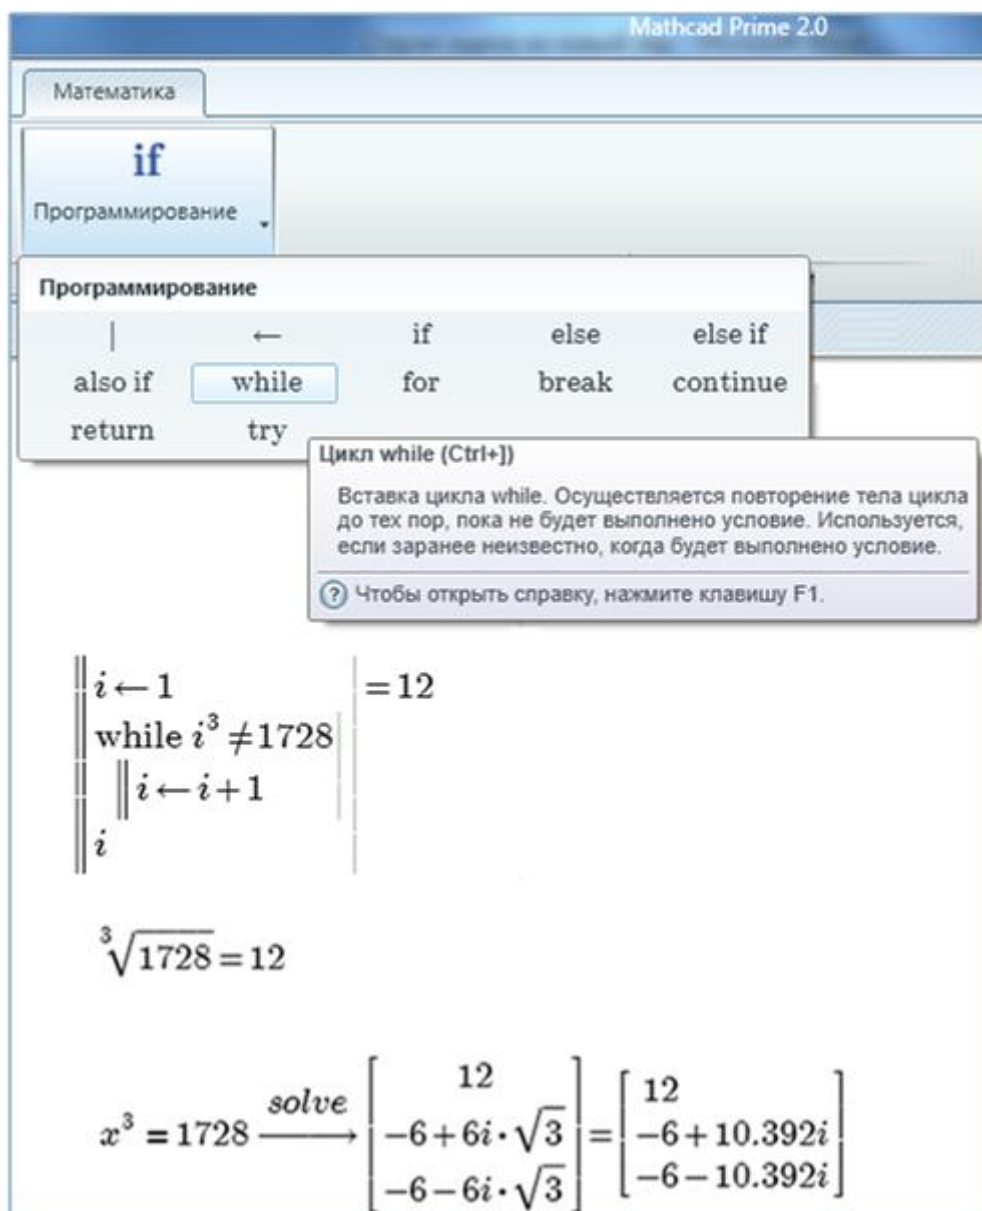 Mathcad Prime 2.0
Математика
if
Программирование
Программирование
| ← if else else if
also if while for break continue
return try
Цикл while (Ctrl+])
Вставка цикла while. Осуществляется повторение тела цикла
до тех пор, пока не будет выполнено условие. Используется,
если заранее неизвестно, когда будет выполнено условие.
? Чтобы открыть справку, нажмите клавишу F1.
i ← 1 = 12
while i³ ≠ 1728
i ← i + 1
i
∛1728 = 12
x³ = 1728 solve → [12; −6 + 6i · √3; −6 − 6i · √3] = [12; −6 + 10.392i; −6 − 10.392i]